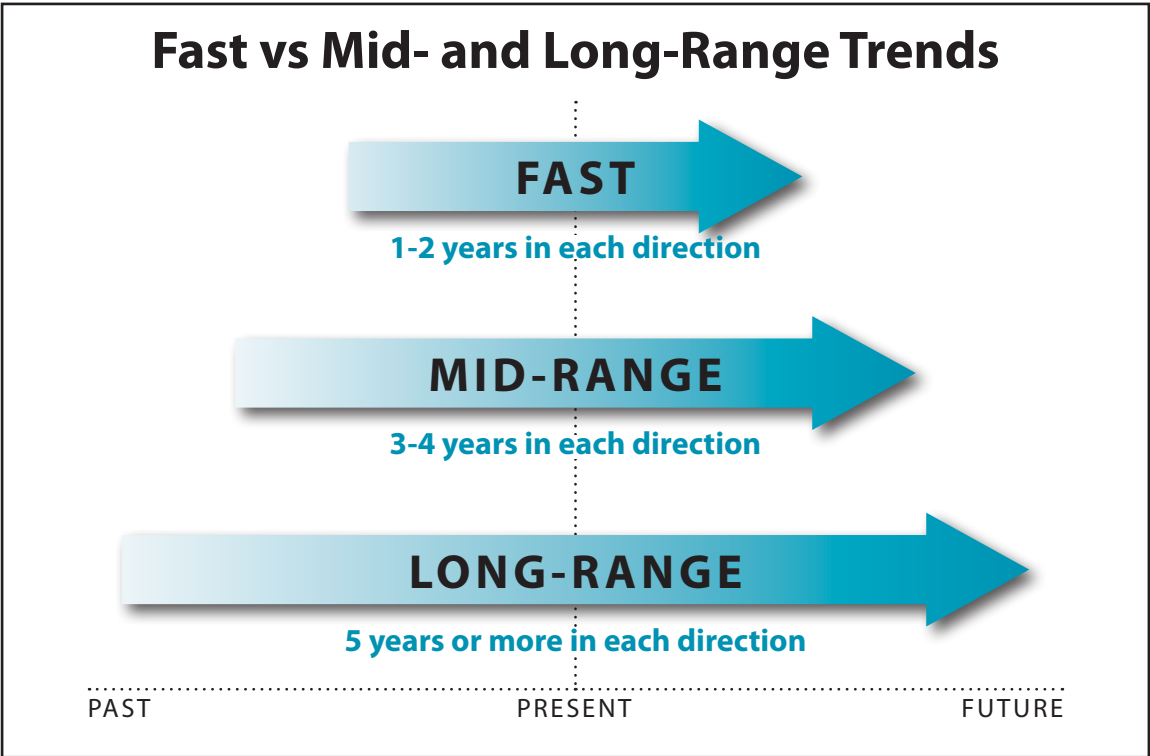 Fast vs Mid- and Long-Range Trends
FAST
1-2 years in each direction
MID-RANGE
3-4 years in each direction
LONG-RANGE
5 years or more in each direction
PAST PRESENT FUTURE